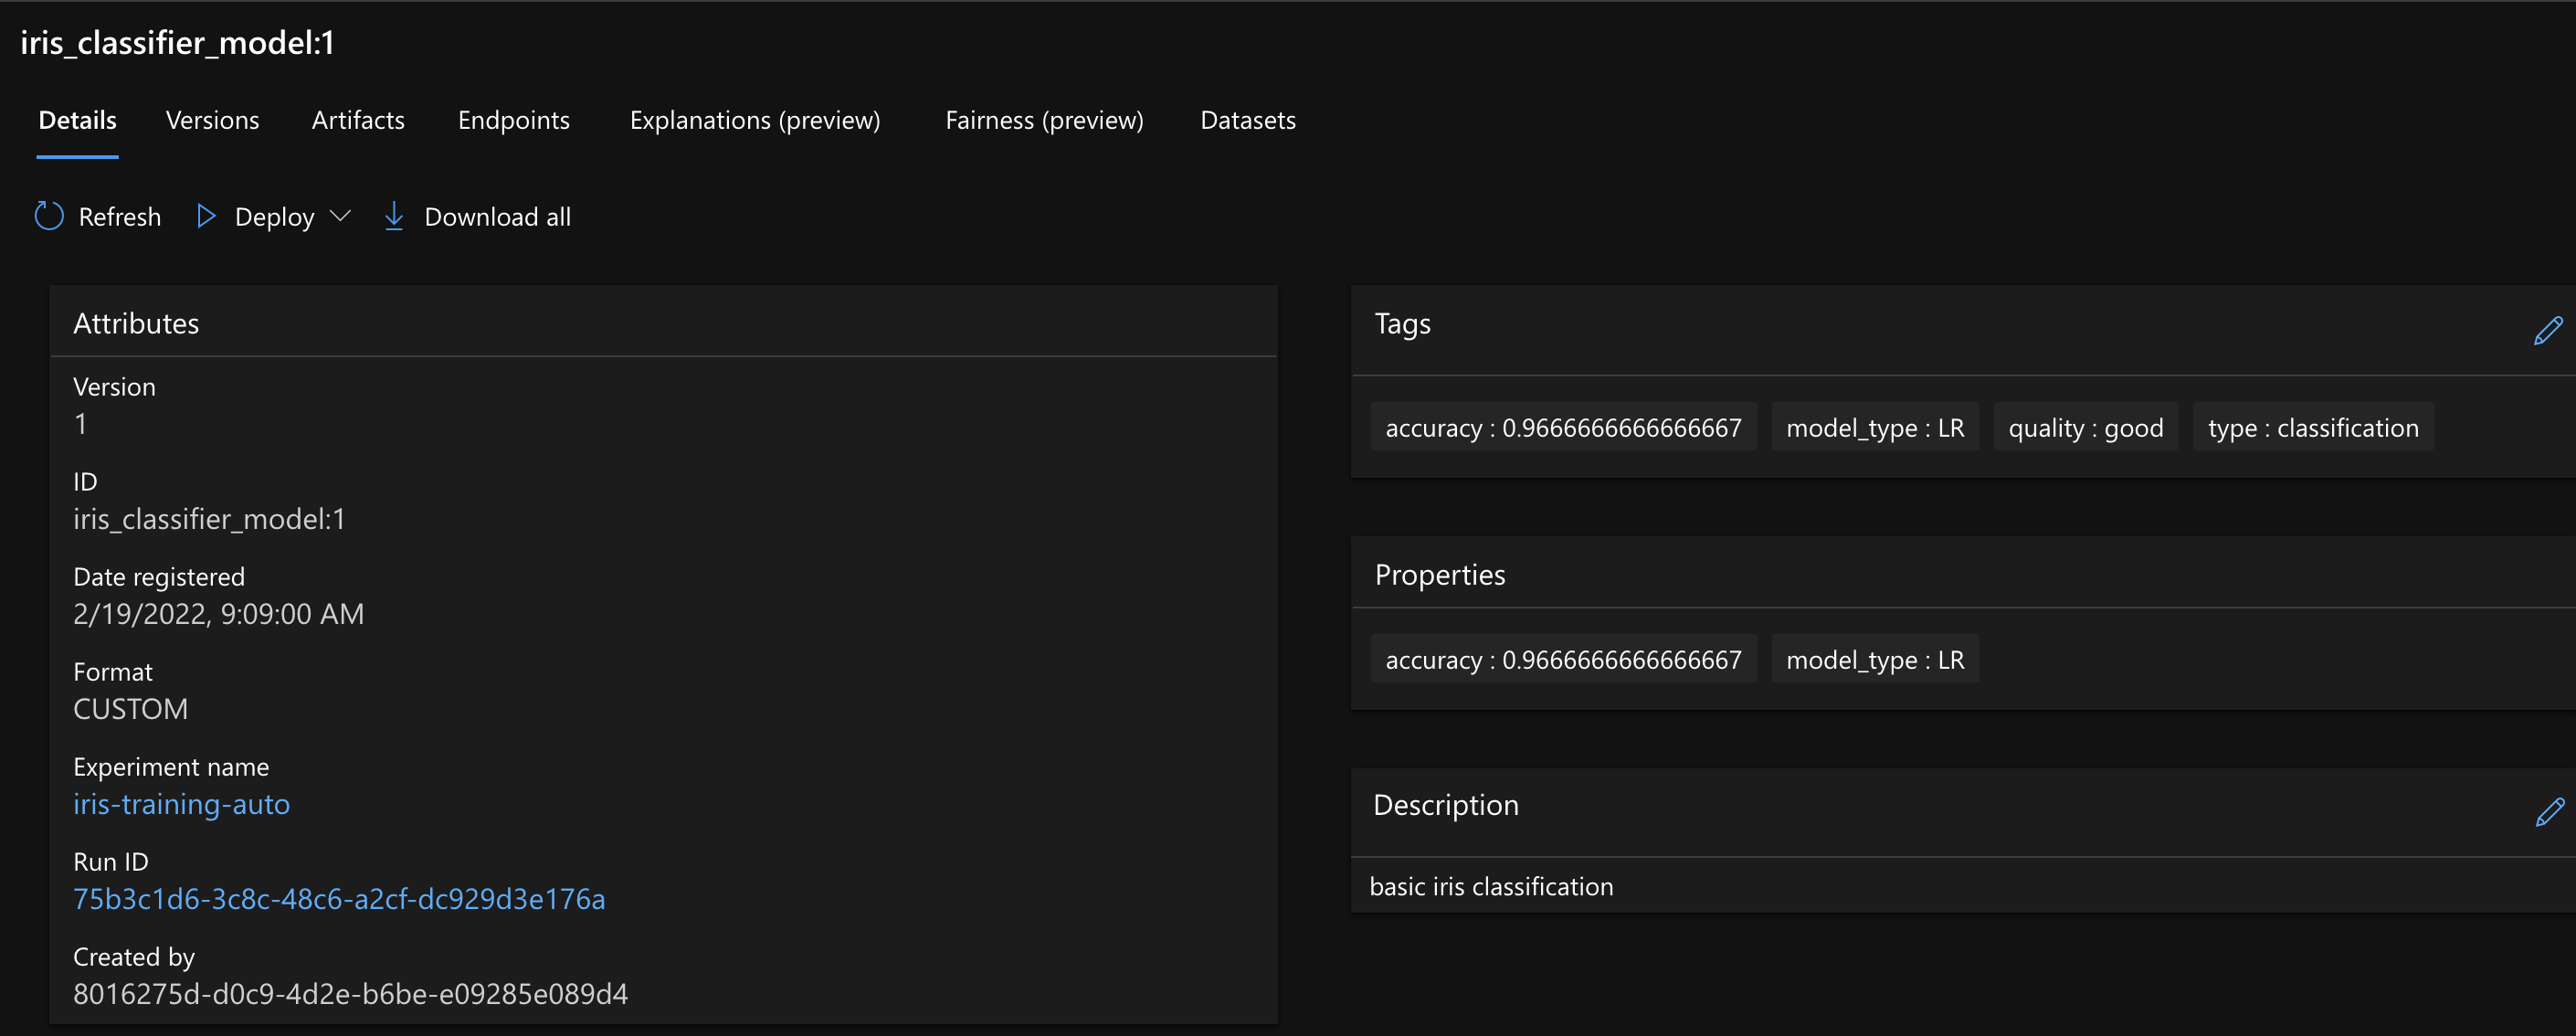 iris_classifier_model:1
Details Versions Artifacts Endpoints Explanations (preview) Fairness (preview) Datasets
Refresh Deploy Download all
Attributes
Version
1
ID
iris_classifier_model:1
Date registered
2/19/2022, 9:09:00 AM
Format
CUSTOM
Experiment name
iris-training-auto
Run ID
75b3c1d6-3c8c-48c6-a2cf-dc929d3e176a
Created by
8016275d-d0c9-4d2e-b6be-e09285e089d4
Tags
accuracy : 0.9666666666666667 model_type : LR quality : good type : classification
Properties
accuracy : 0.9666666666666667 model_type : LR
Description
basic iris classification